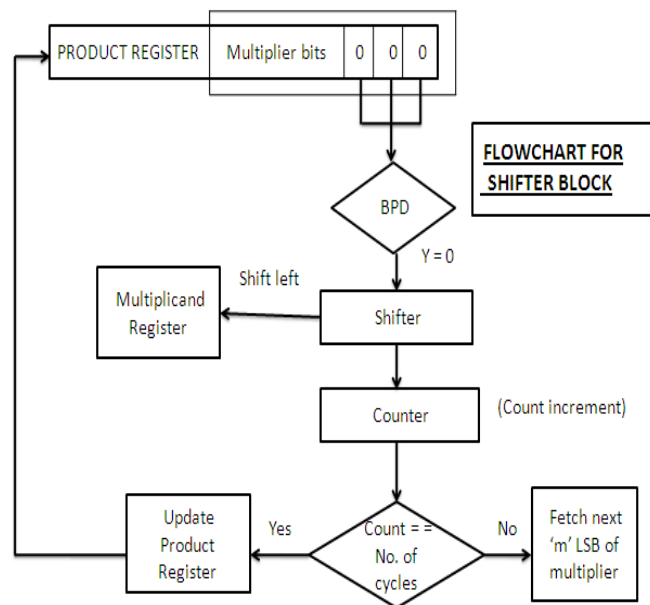 PRODUCT REGISTER
Multiplier bits
0
0
0
FLOWCHART FOR
SHIFTER BLOCK
BPD
Y = 0
Shift left
Multiplicand
Register
Shifter
Counter
(Count increment)
Update
Product
Register
Yes
Count = =
No. of
cycles
No
Fetch next
'm' LSB of
multiplier